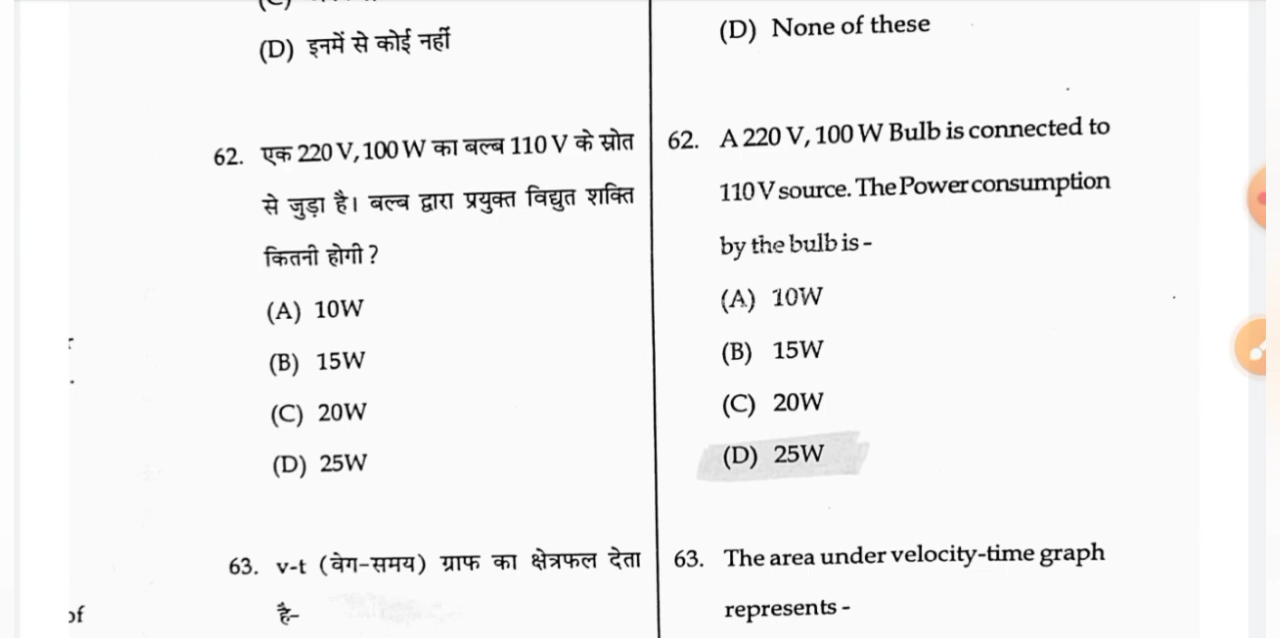 (D) इनमें से कोई नहीं
62. एक 220 V, 100 W का बल्ब 110 V के स्रोत
से जुड़ा है। बल्ब द्वारा प्रयुक्त विद्युत शक्ति
कितनी होगी ?
(A) 10W
(B) 15W
(C) 20W
(D) 25W
63. v-t (वेग-समय) ग्राफ का क्षेत्रफल देता
है-
(D) None of these
62. A 220 V, 100 W Bulb is connected to
110 V source. The Power consumption
by the bulb is -
(A) 10W
(B) 15W
(C) 20W
(D) 25W
63. The area under velocity-time graph
represents -
of